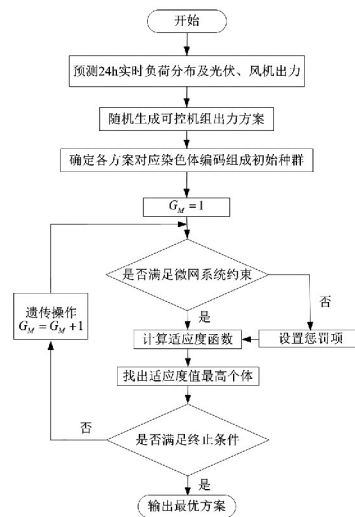 开始
预测24h实时负荷分布及光伏、风机出力
随机生成可控机组出力方案
确定各方案对应染色体编码组成初始种群
G_M=1
是否满足微网系统约束
否
遗传操作
G_M=G_M+1
是
计算适应度函数
设置惩罚项
找出适应度值最高个体
否
是否满足终止条件
是
输出最优方案